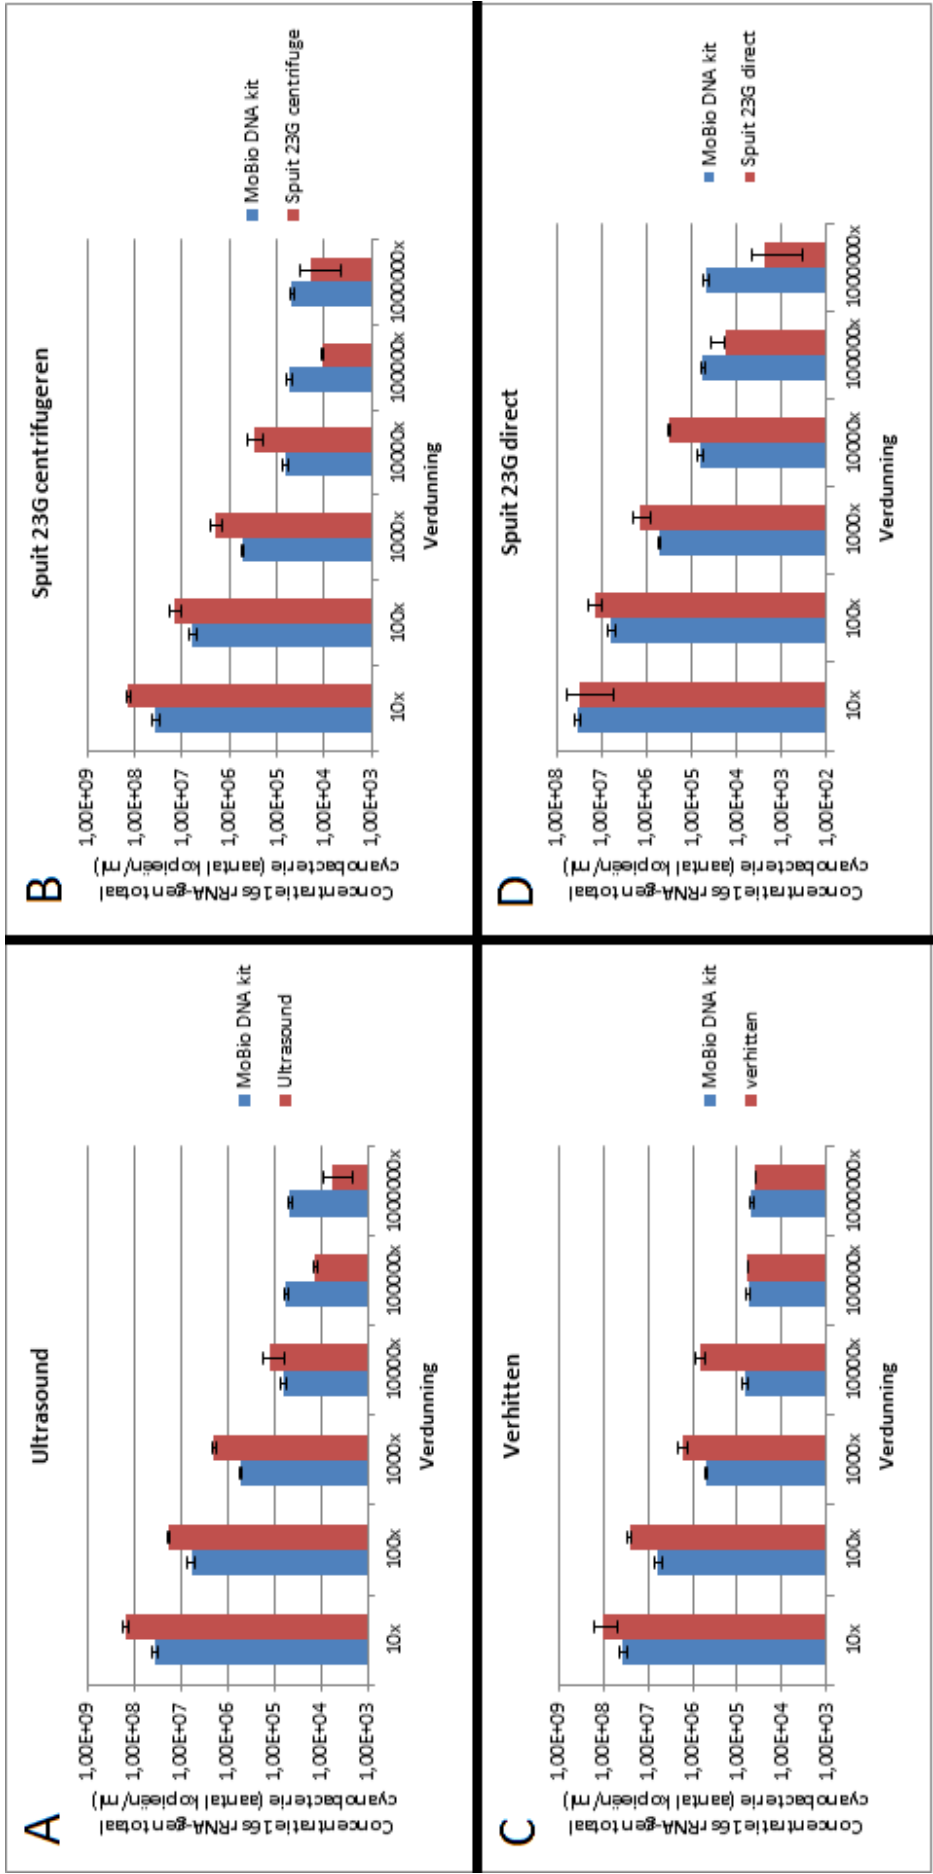 A
Ultrasound
Concentratie 16s rRNA-gen totaal
cyanobacterie (aantal kopieën/ml)
1,00E+09
1,00E+08
1,00E+07
1,00E+06
1,00E+05
1,00E+04
1,00E+03
10x
100x
1000x
10000x
100000x
1000000x
Verdunning
MoBio DNA kit
Ultrasound
B
Spuit 23G centrifugeren
Concentratie 16s rRNA-gen totaal
cyanobacterie (aantal kopieën/ml)
1,00E+09
1,00E+08
1,00E+07
1,00E+06
1,00E+05
1,00E+04
1,00E+03
10x
100x
1000x
10000x
100000x
1000000x
Verdunning
MoBio DNA kit
Spuit 23G centrifuge
C
Verhitten
Concentratie 16s rRNA-gen totaal
cyanobacterie (aantal kopieën/ml)
1,00E+09
1,00E+08
1,00E+07
1,00E+06
1,00E+05
1,00E+04
1,00E+03
10x
100x
1000x
10000x
100000x
1000000x
Verdunning
MoBio DNA kit
verhitten
D
Spuit 23G direct
Concentratie 16s rRNA-gen totaal
cyanobacterie (aantal kopieën/ml)
1,00E+08
1,00E+07
1,00E+06
1,00E+05
1,00E+04
1,00E+03
1,00E+02
10x
100x
1000x
10000x
100000x
1000000x
Verdunning
MoBio DNA kit
Spuit 23G direct